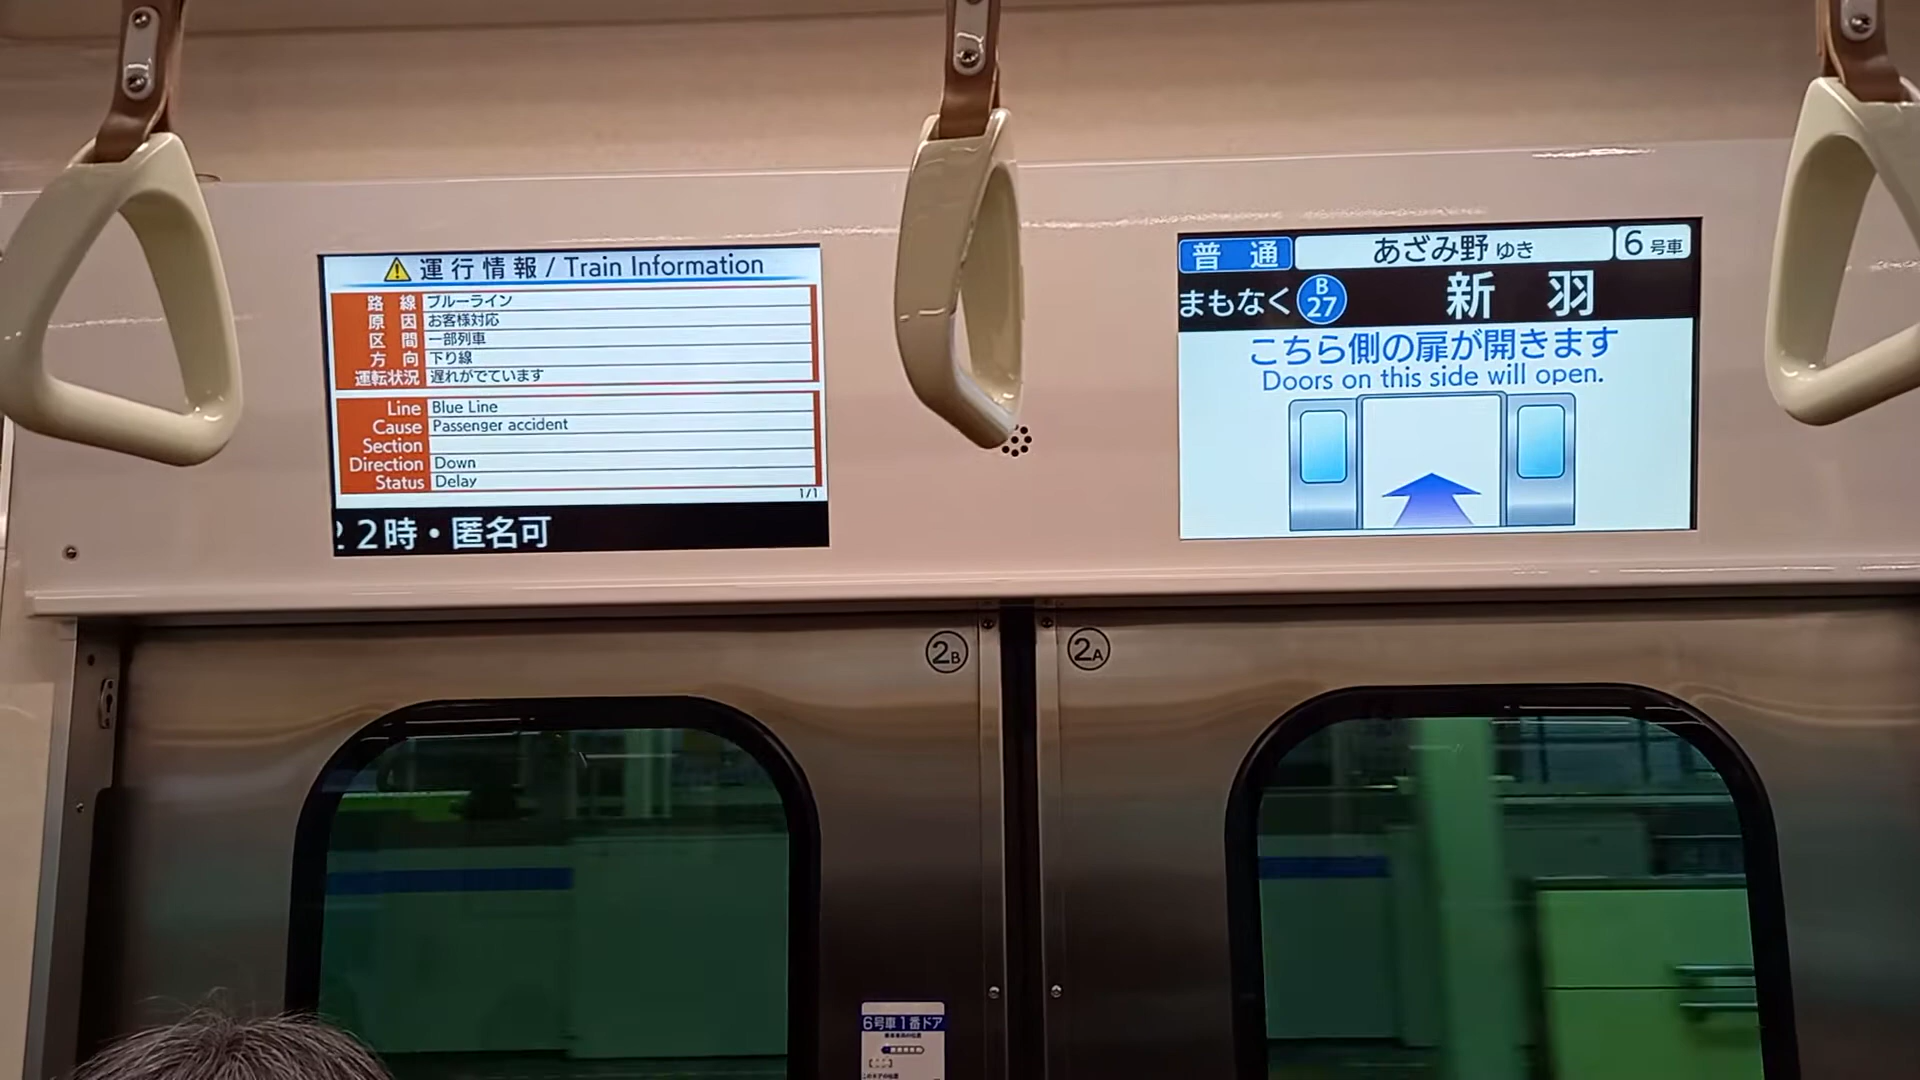 運行情報 / Train Information
路線 ブルーライン
原因 お客様対応
区間 一部列車
方向 下り線
運転状況 遅れがでています
Line Blue Line
Cause Passenger accident
Section
Direction Down
Status Delay
1/1
2時・匿名可
普通 あざみ野ゆき 6号車
まもなく B27 新羽
こちら側の扉が開きます
Doors on this side will open.
2B
2A
6号車1番ドア